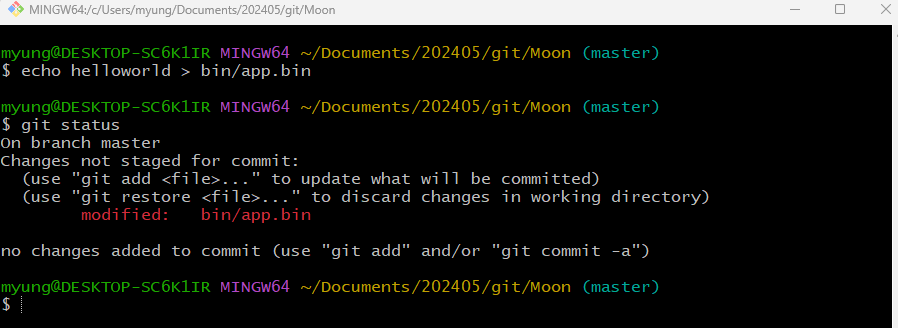 MINGW64:/c/Users/myung/Documents/202405/git/Moon
myung@DESKTOP-SC6K1IR MINGW64 ~/Documents/202405/git/Moon (master)
$ echo helloworld > bin/app.bin
myung@DESKTOP-SC6K1IR MINGW64 ~/Documents/202405/git/Moon (master)
$ git status
On branch master
Changes not staged for commit:
  (use "git add <file>..." to update what will be committed)
  (use "git restore <file>..." to discard changes in working directory)
        modified:   bin/app.bin
no changes added to commit (use "git add" and/or "git commit -a")
myung@DESKTOP-SC6K1IR MINGW64 ~/Documents/202405/git/Moon (master)
$